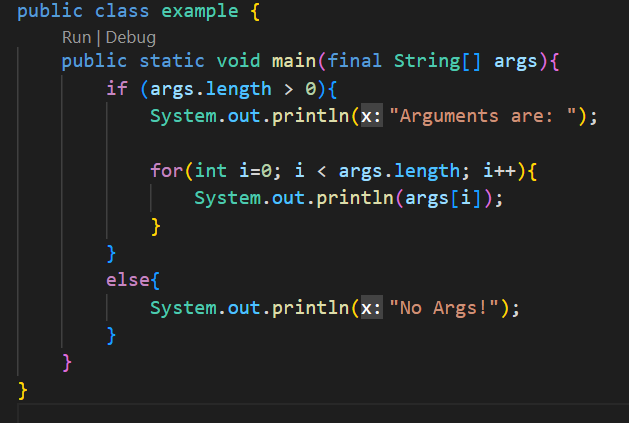 public class example {
Run | Debug
public static void main(final String[] args){
if (args.length > 0){
System.out.println(x: "Arguments are: ");
for(int i=0; i < args.length; i++){
System.out.println(args[i]);
}
}
else{
System.out.println(x: "No Args!");
}
}
}